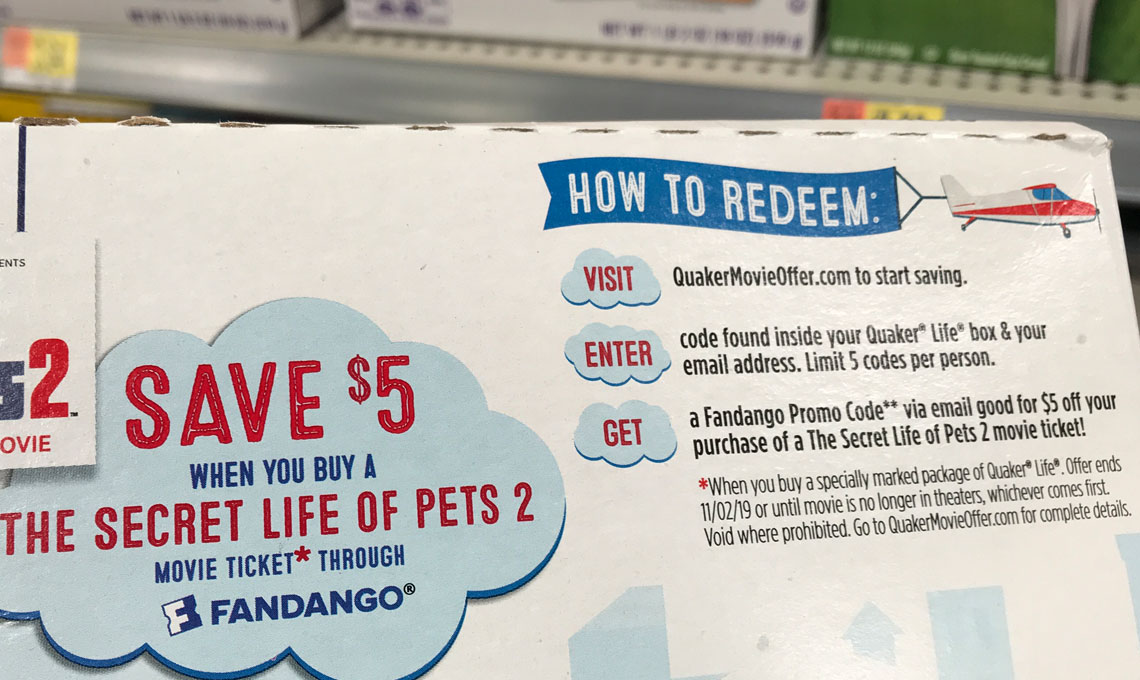 ENTS
2™
OVIE
SAVE $5
WHEN YOU BUY A
THE SECRET LIFE OF PETS 2
MOVIE TICKET* THROUGH
FANDANGO®
HOW TO REDEEM:
VISIT QuakerMovieOffer.com to start saving.
ENTER code found inside your Quaker® Life® box & your
email address. Limit 5 codes per person.
GET a Fandango Promo Code** via email good for $5 off your
purchase of a The Secret Life of Pets 2 movie ticket!
*When you buy a specially marked package of Quaker® Life®. Offer ends
11/02/19 or until movie is no longer in theaters, whichever comes first.
Void where prohibited. Go to QuakerMovieOffer.com for complete details.